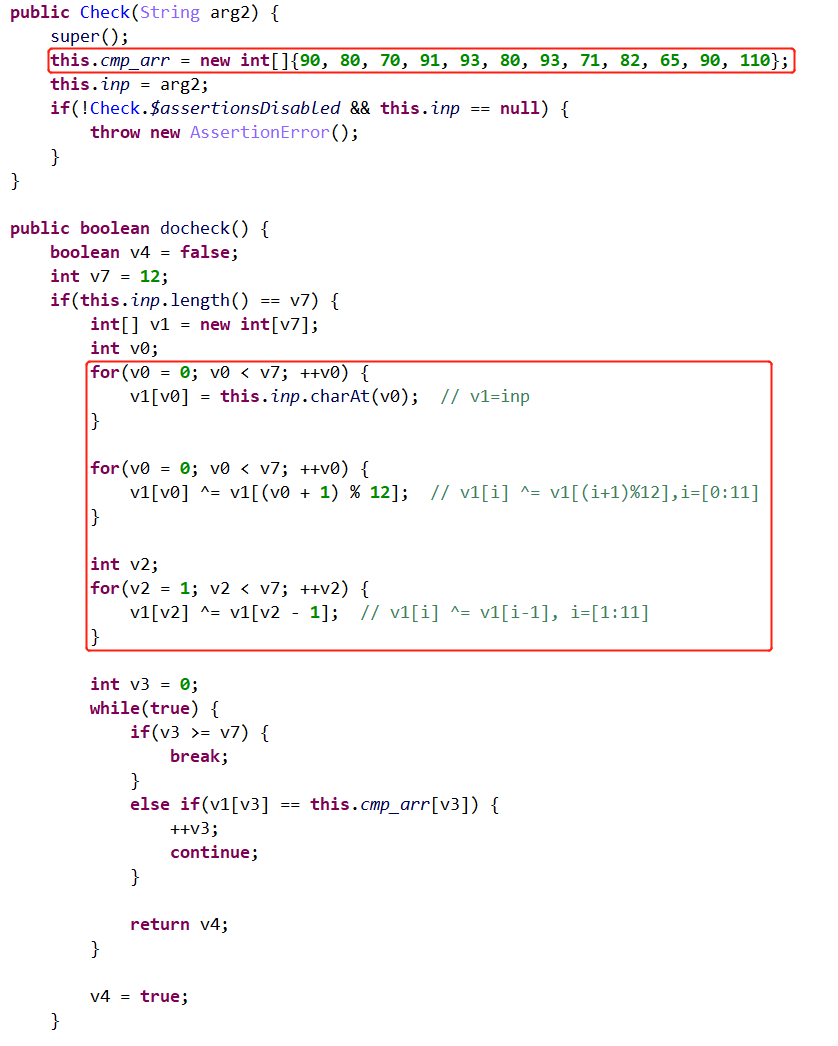 public Check(String arg2) {
    super();
    this.cmp_arr = new int[]{90, 80, 70, 91, 93, 80, 93, 71, 82, 65, 90, 110};
    this.inp = arg2;
    if(!Check.$assertionsDisabled && this.inp == null) {
        throw new AssertionError();
    }
}

public boolean docheck() {
    boolean v4 = false;
    int v7 = 12;
    if(this.inp.length() == v7) {
        int[] v1 = new int[v7];
        int v0;
        for(v0 = 0; v0 < v7; ++v0) {
            v1[v0] = this.inp.charAt(v0);  // v1=inp
        }

        for(v0 = 0; v0 < v7; ++v0) {
            v1[v0] ^= v1[(v0 + 1) % 12];  // v1[i] ^= v1[(i+1)%12],i=[0:11]
        }

        int v2;
        for(v2 = 1; v2 < v7; ++v2) {
            v1[v2] ^= v1[v2 - 1];  // v1[i] ^= v1[i-1], i=[1:11]
        }

        int v3 = 0;
        while(true) {
            if(v3 >= v7) {
                break;
            }
            else if(v1[v3] == this.cmp_arr[v3]) {
                ++v3;
                continue;
            }

            return v4;
        }

        v4 = true;
    }